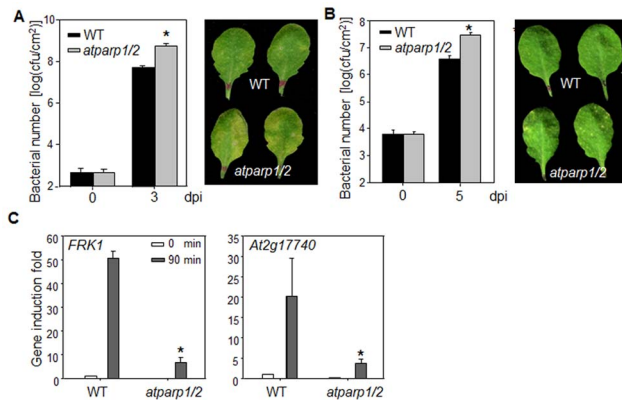 A
WT
atparp1/2
*
Bacterial number [log(cfu/cm²)]
10
8
6
4
2
0
3
dpi
WT
atparp1/2
B
WT
atparp1/2
*
Bacterial number [log(cfu/cm²)]
8
7
6
5
4
3
2
0
5
dpi
WT
atparp1/2
C
FRK1
0 min
90 min
Gene induction fold
60
50
40
30
20
10
0
*
WT
atparp1/2
At2g17740
35
30
25
20
15
10
5
0
*
WT
atparp1/2